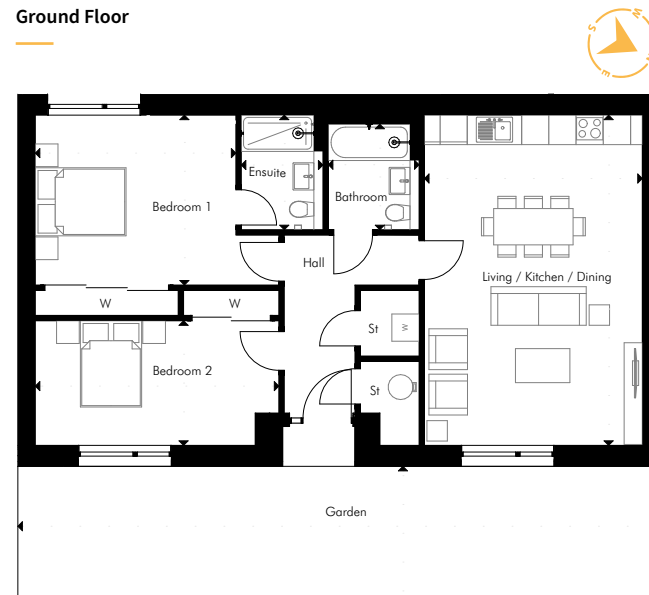 Ground Floor
S
W
N
E
Ensuite
Bedroom 1
Bathroom
Hall
Living / Kitchen / Dining
W
W
St
W
Bedroom 2
St
Garden